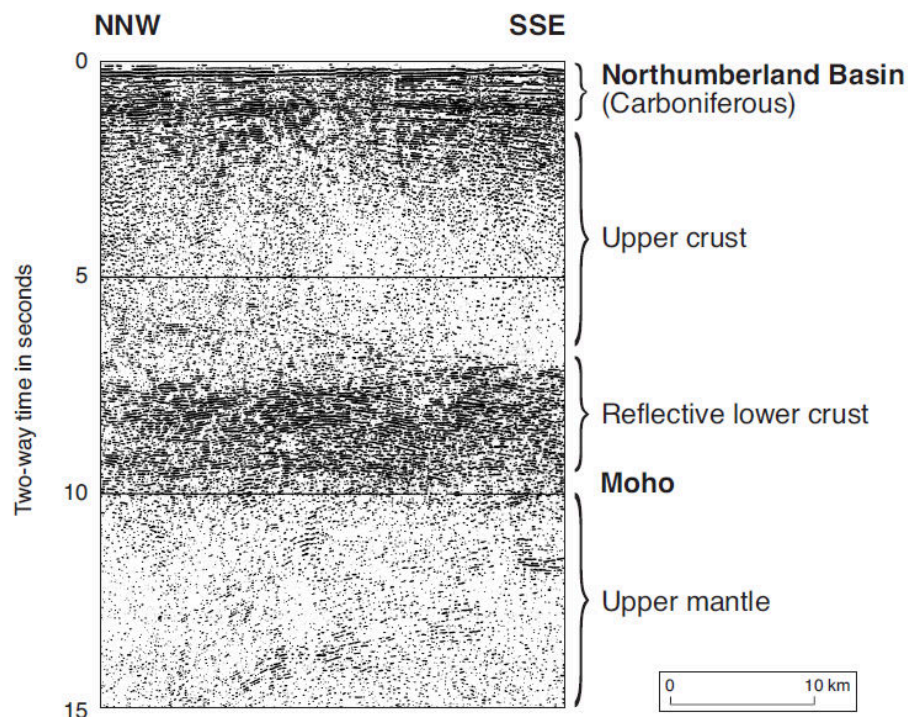 NNW SSE
0
Northumberland Basin
(Carboniferous)
Upper crust
5
Two-way time in seconds
Reflective lower crust
Moho
10
Upper mantle
0 10 km
15